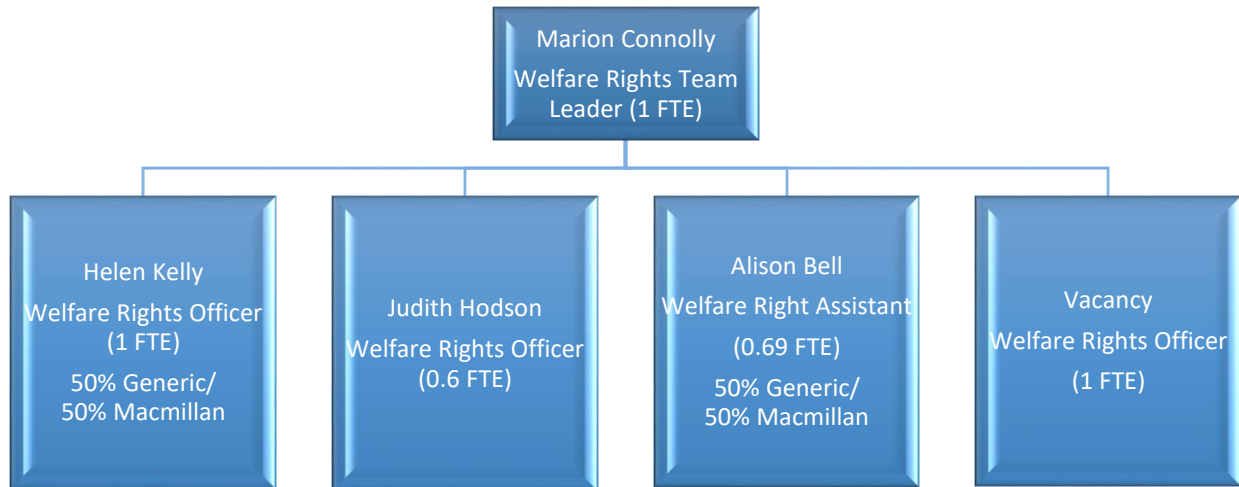 Marion Connolly
Welfare Rights Team
Leader (1 FTE)
Helen Kelly
Welfare Rights Officer
(1 FTE)
50% Generic/
50% Macmillan
Judith Hodson
Welfare Rights Officer
(0.6 FTE)
Alison Bell
Welfare Right Assistant
(0.69 FTE)
50% Generic/
50% Macmillan
Vacancy
Welfare Rights Officer
(1 FTE)